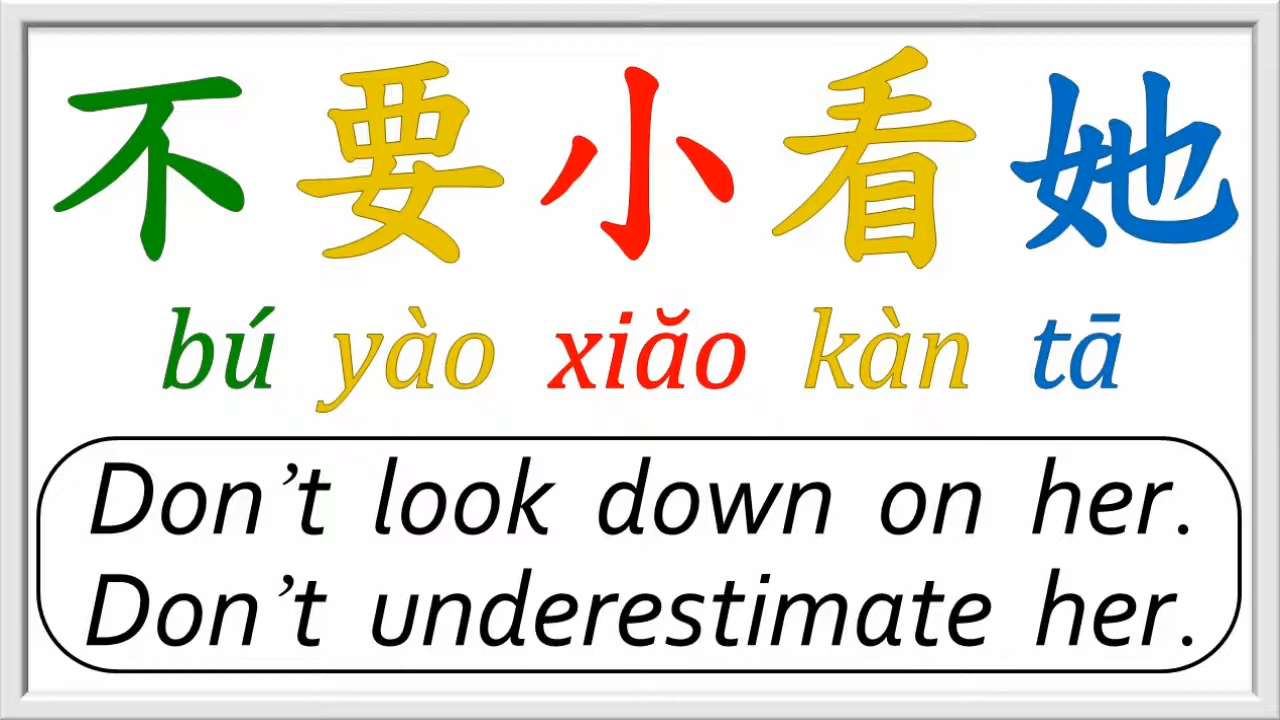 不要小看她
bú yào xiǎo kàn tā
Don’t look down on her.
Don’t underestimate her.